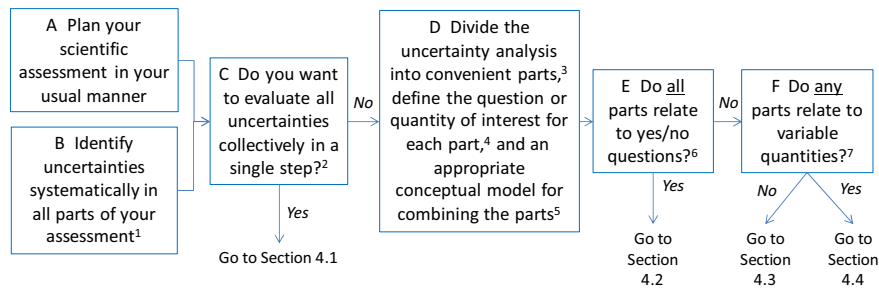 A Plan your
scientific
assessment in your
usual manner
B Identify
uncertainties
systematically in
all parts of your
assessment¹
C Do you want
to evaluate all
uncertainties
collectively in a
single step?²
Yes
Go to Section 4.1
No
D Divide the
uncertainty analysis
into convenient parts,³
define the question or
quantity of interest for
each part,⁴ and an
appropriate
conceptual model for
combining the parts⁵
E Do all
parts relate
to yes/no
questions?⁶
Yes
Go to
Section
4.2
No
F Do any
parts relate to
variable
quantities?⁷
No
Go to
Section
4.3
Yes
Go to
Section
4.4